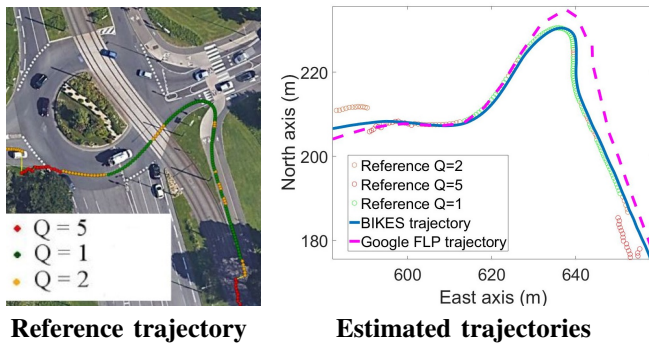 Q = 5
Q = 1
Q = 2
Reference trajectory
North axis (m)
220
200
180
Reference Q=2
Reference Q=5
Reference Q=1
BIKES trajectory
Google FLP trajectory
600
620
640
East axis (m)
Estimated trajectories